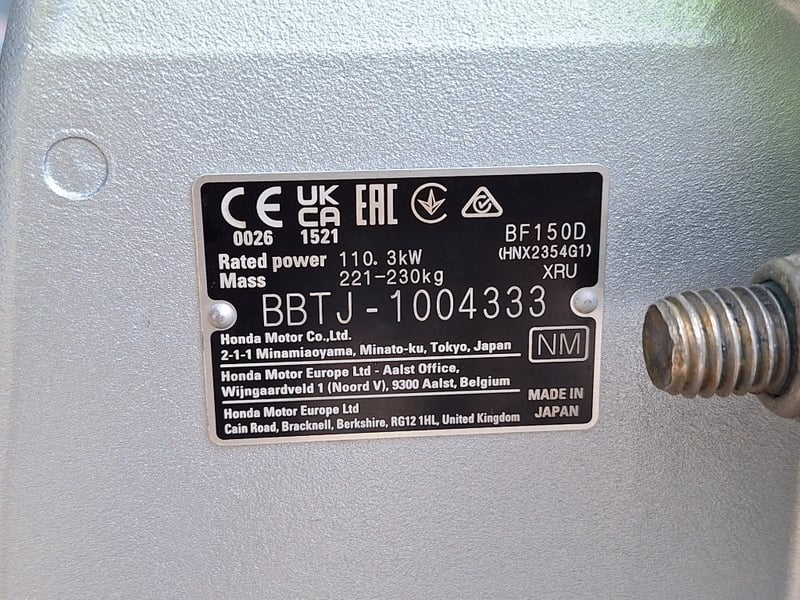 CE UK CA EAC
0026 1521
BF150D
(HNX2354G1)
XRU
Rated power 110. 3kW
Mass 221-230kg
BBTJ-1004333
Honda Motor Co.,Ltd.
2-1-1 Minamiaoyama, Minato-ku, Tokyo, Japan
NM
Honda Motor Europe Ltd - Aalst Office,
Wijngaardveld 1 (Noord V), 9300 Aalst, Belgium
Honda Motor Europe Ltd
Cain Road, Bracknell, Berkshire, RG12 1HL, United Kingdom
MADE IN
JAPAN